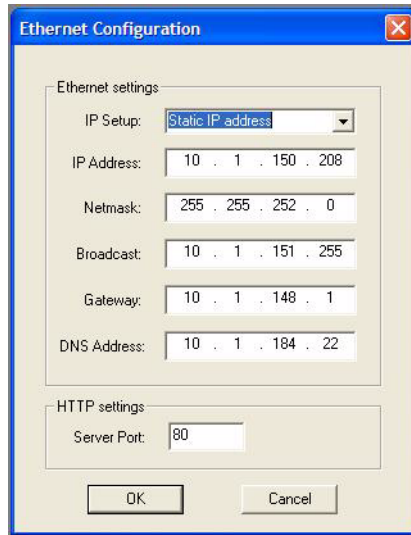 Ethernet Configuration
Ethernet settings
IP Setup: Static IP address
IP Address: 10 . 1 . 150 . 208
Netmask: 255 . 255 . 252 . 0
Broadcast: 10 . 1 . 151 . 255
Gateway: 10 . 1 . 148 . 1
DNS Address: 10 . 1 . 184 . 22
HTTP settings
Server Port: 80
OK Cancel